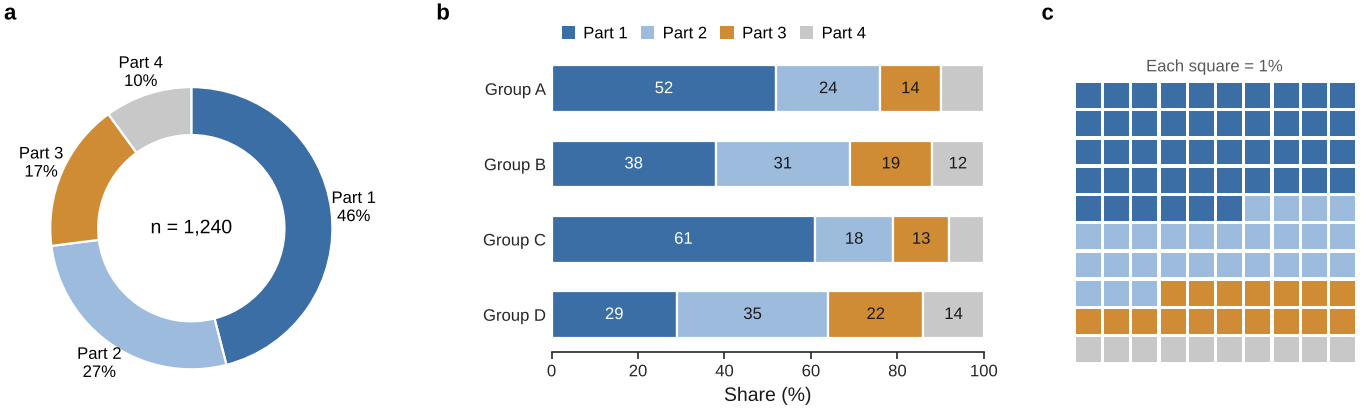 a
Part 4
10%
Part 3
17%
Part 1
46%
n = 1,240
Part 2
27%
b
Part 1 Part 2 Part 3 Part 4
Group A 52 24 14
Group B 38 31 19 12
Group C 61 18 13
Group D 29 35 22 14
0 20 40 60 80 100
Share (%)
c
Each square = 1%